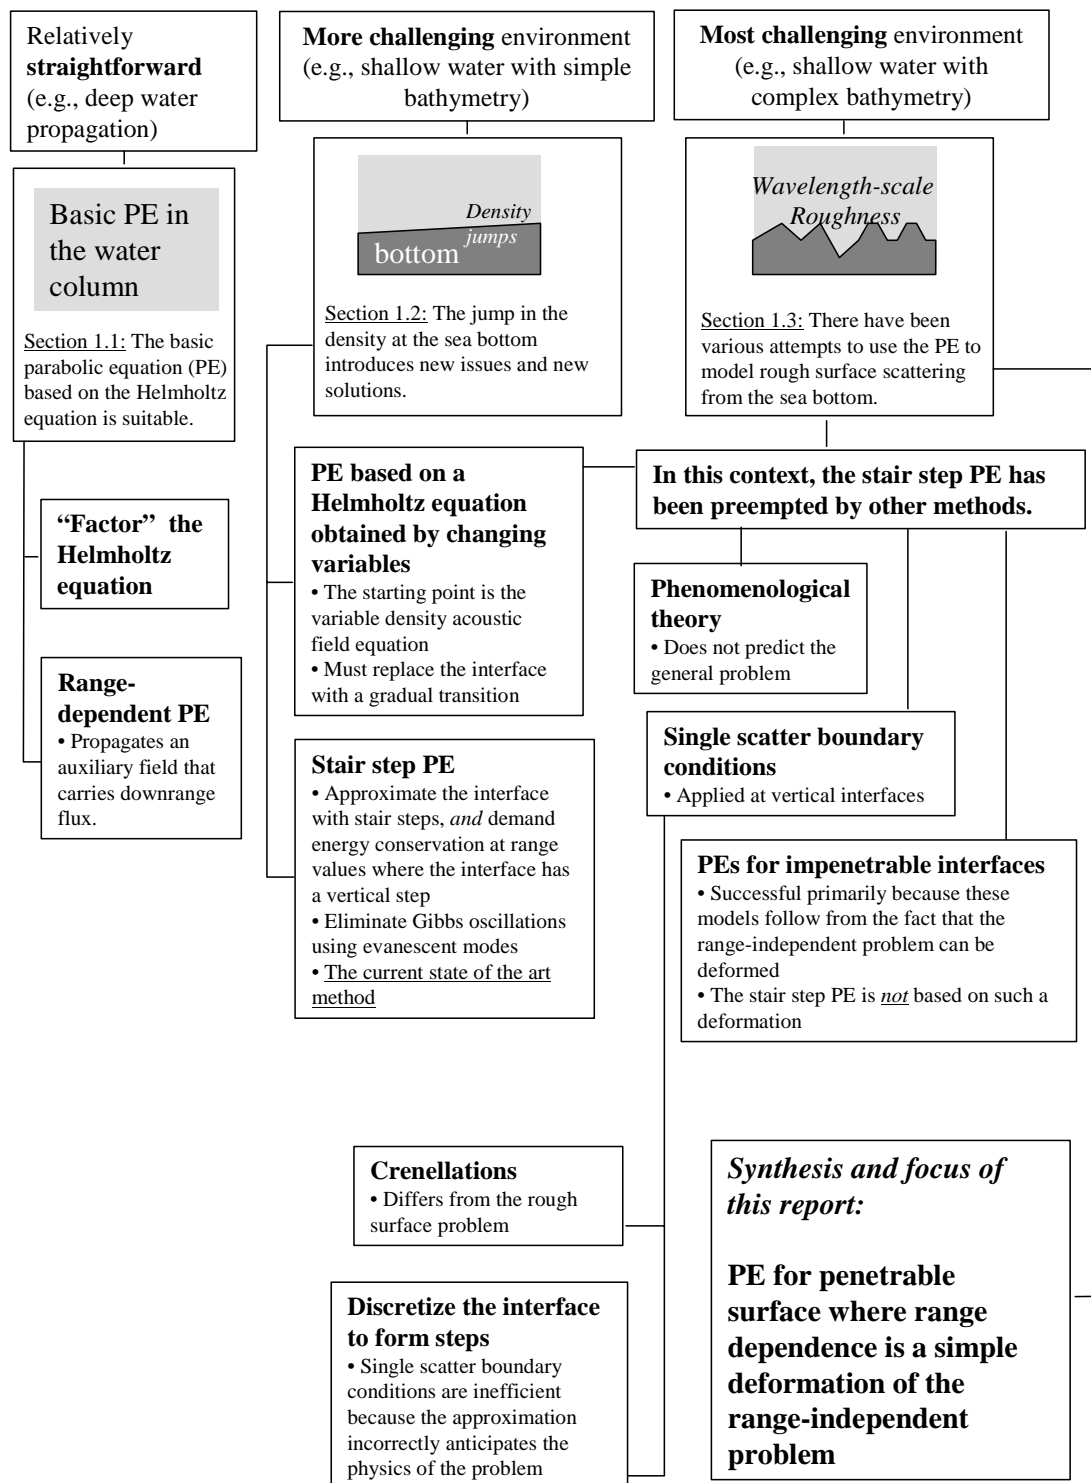 Relatively
straightforward
(e.g., deep water
propagation)
More challenging environment
(e.g., shallow water with simple
bathymetry)
Most challenging environment
(e.g., shallow water with
complex bathymetry)
Basic PE in
the water
column
Section 1.1: The basic
parabolic equation (PE)
based on the Helmholtz
equation is suitable.
Density
jumps
bottom
Section 1.2: The jump in the
density at the sea bottom
introduces new issues and new
solutions.
Wavelength-scale
Roughness
Section 1.3: There have been
various attempts to use the PE to
model rough surface scattering
from the sea bottom.
“Factor” the
Helmholtz
equation
Range-
dependent PE
• Propagates an
auxiliary field that
carries downrange
flux.
PE based on a
Helmholtz equation
obtained by changing
variables
• The starting point is the
variable density acoustic
field equation
• Must replace the interface
with a gradual transition
Stair step PE
• Approximate the interface
with stair steps, and demand
energy conservation at range
values where the interface has
a vertical step
• Eliminate Gibbs oscillations
using evanescent modes
• The current state of the art
method
In this context, the stair step PE has
been preempted by other methods.
Phenomenological
theory
• Does not predict the
general problem
Single scatter boundary
conditions
• Applied at vertical interfaces
PEs for impenetrable interfaces
• Successful primarily because these
models follow from the fact that the
range-independent problem can be
deformed
• The stair step PE is not based on such a
deformation
Crenellations
• Differs from the rough
surface problem
Discretize the interface
to form steps
• Single scatter boundary
conditions are inefficient
because the approximation
incorrectly anticipates the
physics of the problem
Synthesis and focus of
this report:
PE for penetrable
surface where range
dependence is a simple
deformation of the
range-independent
problem